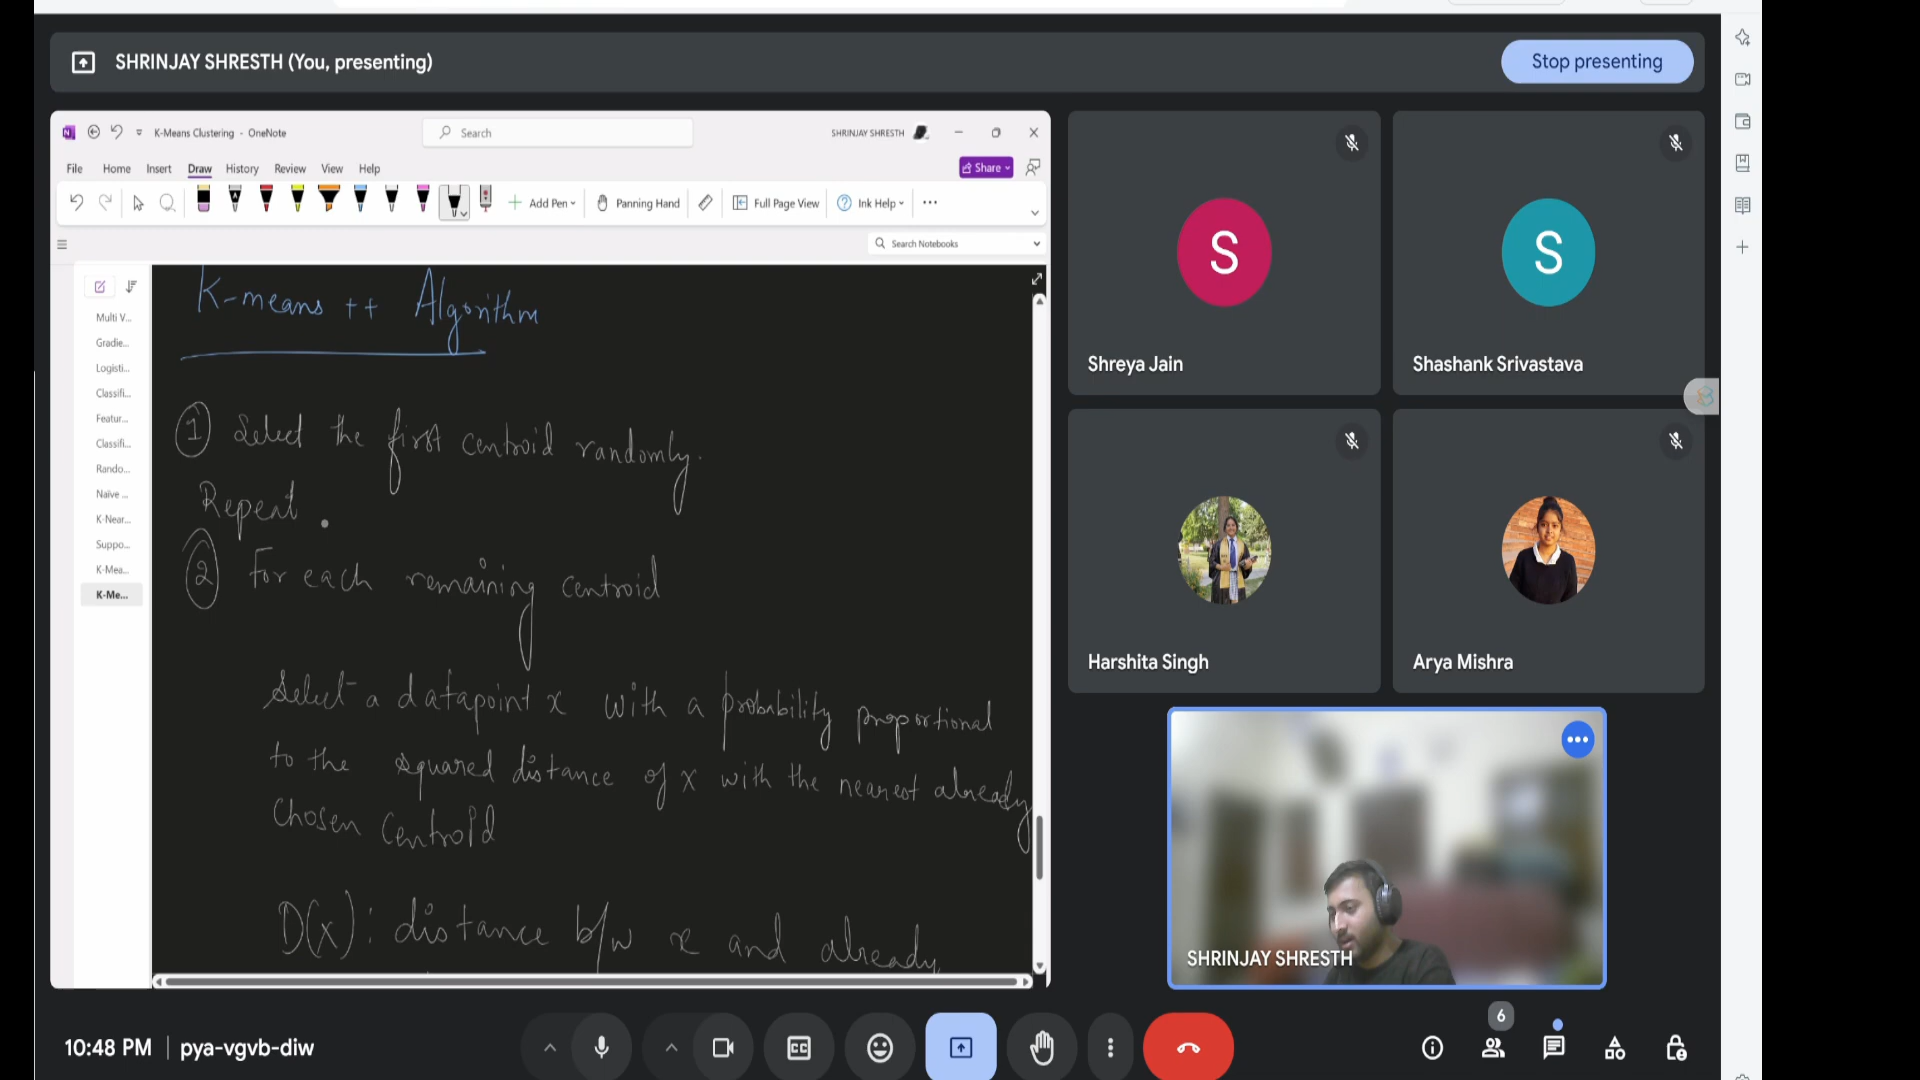 SHRINJAY SHRESTH (You, presenting)
Stop presenting
K-Means Clustering - OneNote
Search
SHRINJAY SHRESTH
File Home Insert Draw History Review View Help
Share
Add Pen
Panning Hand
Full Page View
Ink Help
Search Notebooks
Multi V...
Gradie...
Logisti...
Classifi...
Featur...
Classifi...
Rando...
Naive ...
K-Near...
Suppo...
K-Mea...
K-Me...
K-means ++ Algorithm
1 Select the first centroid randomly.
Repeat .
2 For each remaining centroid
Select a datapoint x with a probability proportional
to the squared distance of x with the nearest already
chosen centroid
D(x): distance b/w x and already
S
Shreya Jain
S
Shashank Srivastava
Harshita Singh
Arya Mishra
SHRINJAY SHRESTH
10:48 PM | pya-vgvb-diw
CC
6